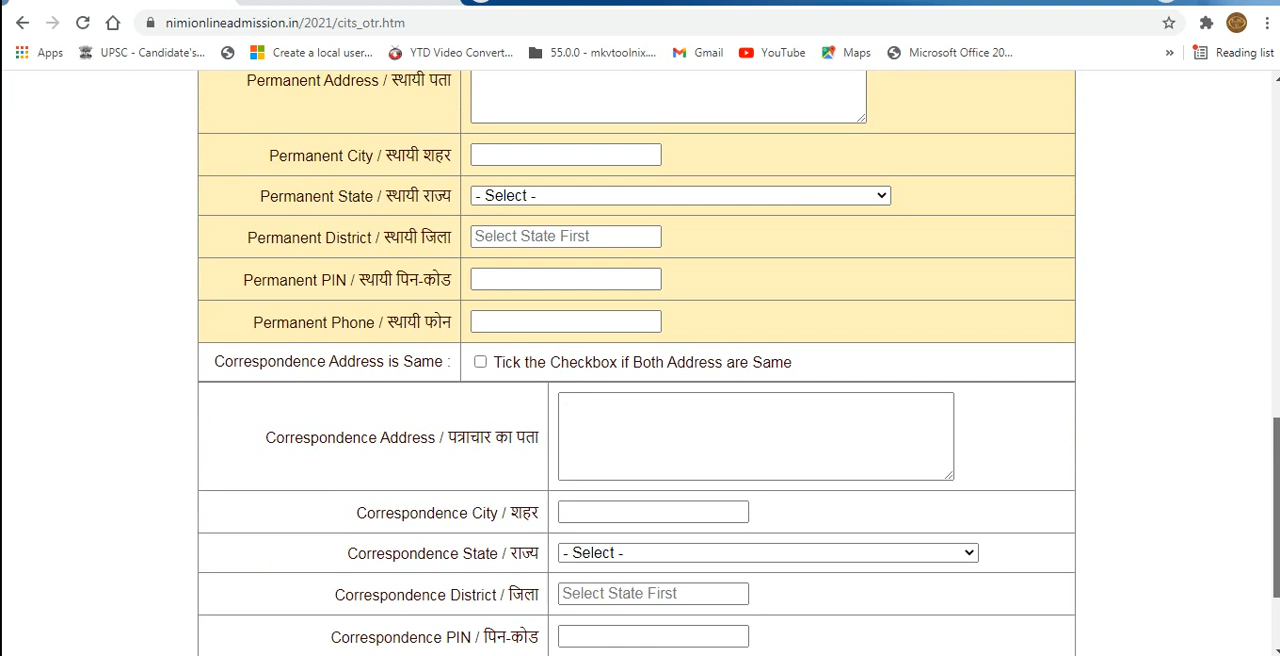 nimionlineadmission.in/2021/cits_otr.htm
Apps UPSC - Candidate's... Create a local user... YTD Video Convert... 55.0.0 - mkvtoolnix.... Gmail YouTube Maps Microsoft Office 20... » Reading list
Permanent Address / स्थायी पता
Permanent City / स्थायी शहर
Permanent State / स्थायी राज्य - Select -
Permanent District / स्थायी जिला Select State First
Permanent PIN / स्थायी पिन-कोड
Permanent Phone / स्थायी फोन
Correspondence Address is Same : Tick the Checkbox if Both Address are Same
Correspondence Address / पत्राचार का पता
Correspondence City / शहर
Correspondence State / राज्य - Select -
Correspondence District / जिला Select State First
Correspondence PIN / पिन-कोड